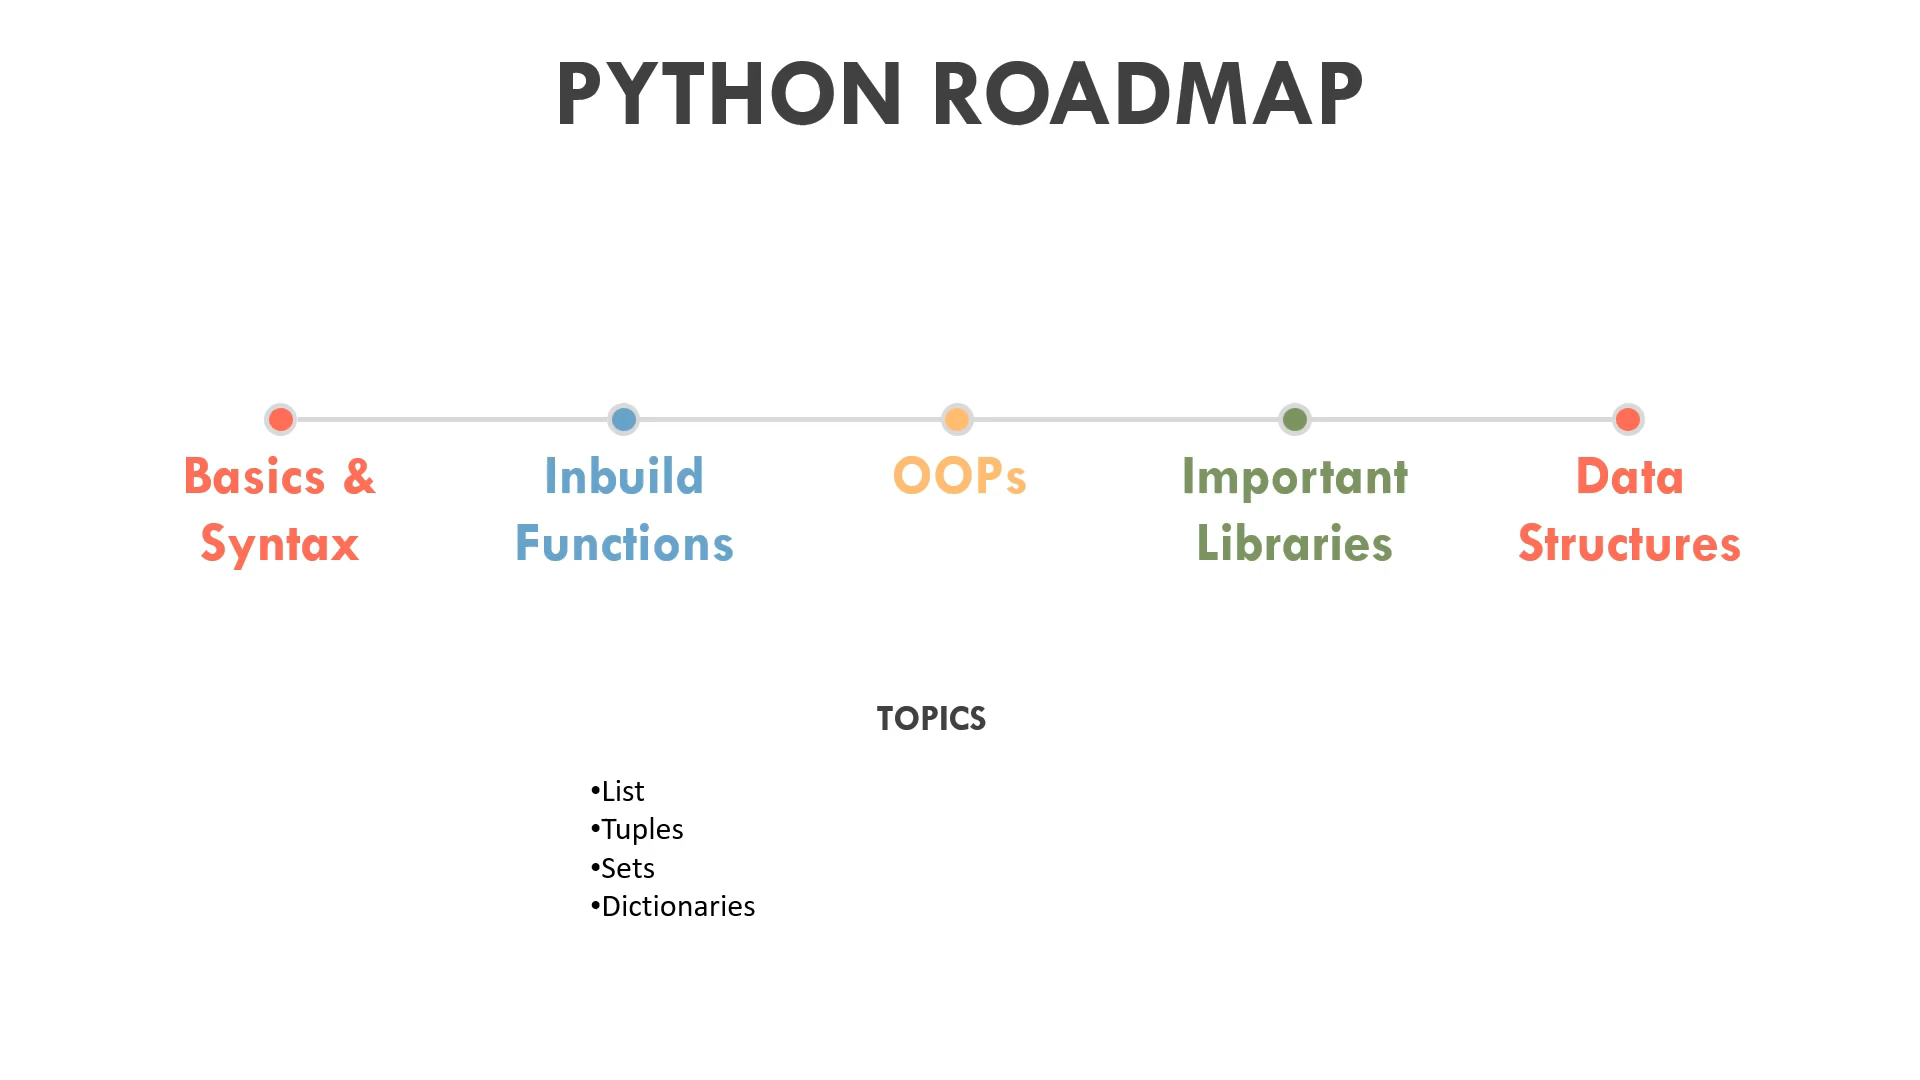 PYTHON ROADMAP
Basics &
Syntax
Inbuild
Functions
OOPs
Important
Libraries
Data
Structures
TOPICS
•List
•Tuples
•Sets
•Dictionaries